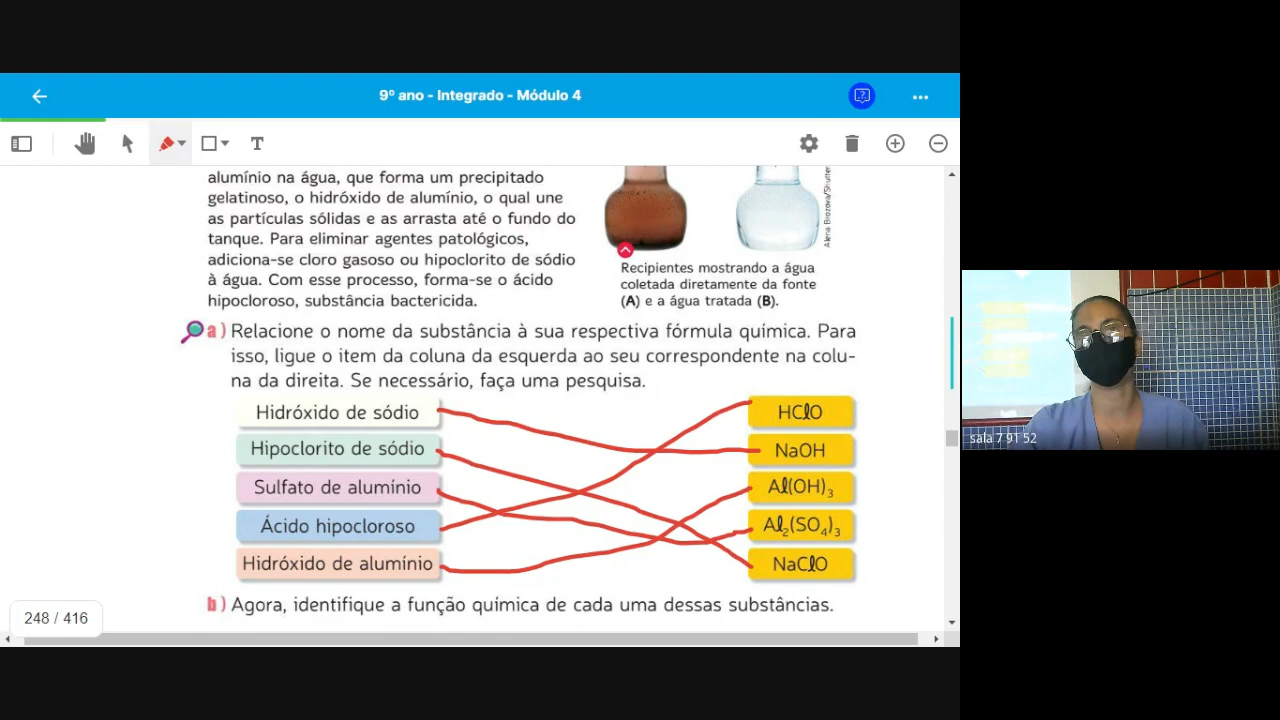 9º ano - Integrado - Módulo 4
T
alumínio na água, que forma um precipitado
gelatinoso, o hidróxido de alumínio, o qual une
as partículas sólidas e as arrasta até o fundo do
tanque. Para eliminar agentes patológicos,
adiciona-se cloro gasoso ou hipoclorito de sódio
à água. Com esse processo, forma-se o ácido
hipocloroso, substância bactericida.
Alena Brozova/Shutter
Recipientes mostrando a água
coletada diretamente da fonte
(A) e a água tratada (B).
a) Relacione o nome da substância à sua respectiva fórmula química. Para
isso, ligue o item da coluna da esquerda ao seu correspondente na colu-
na da direita. Se necessário, faça uma pesquisa.
Hidróxido de sódio
Hipoclorito de sódio
Sulfato de alumínio
Ácido hipocloroso
Hidróxido de alumínio
HClO
NaOH
Al(OH)₃
Al₂(SO₄)₃
NaClO
b) Agora, identifique a função química de cada uma dessas substâncias.
248 / 416
sala 7 91 52